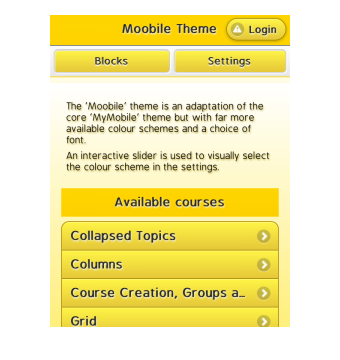 Moobile Theme
Login
Blocks
Settings
The 'Moobile' theme is an adaptation of the
core 'MyMobile' theme but with far more
available colour schemes and a choice of
font.
An interactive slider is used to visually select
the colour scheme in the settings.
Available courses
Collapsed Topics
Columns
Course Creation, Groups a...
Grid